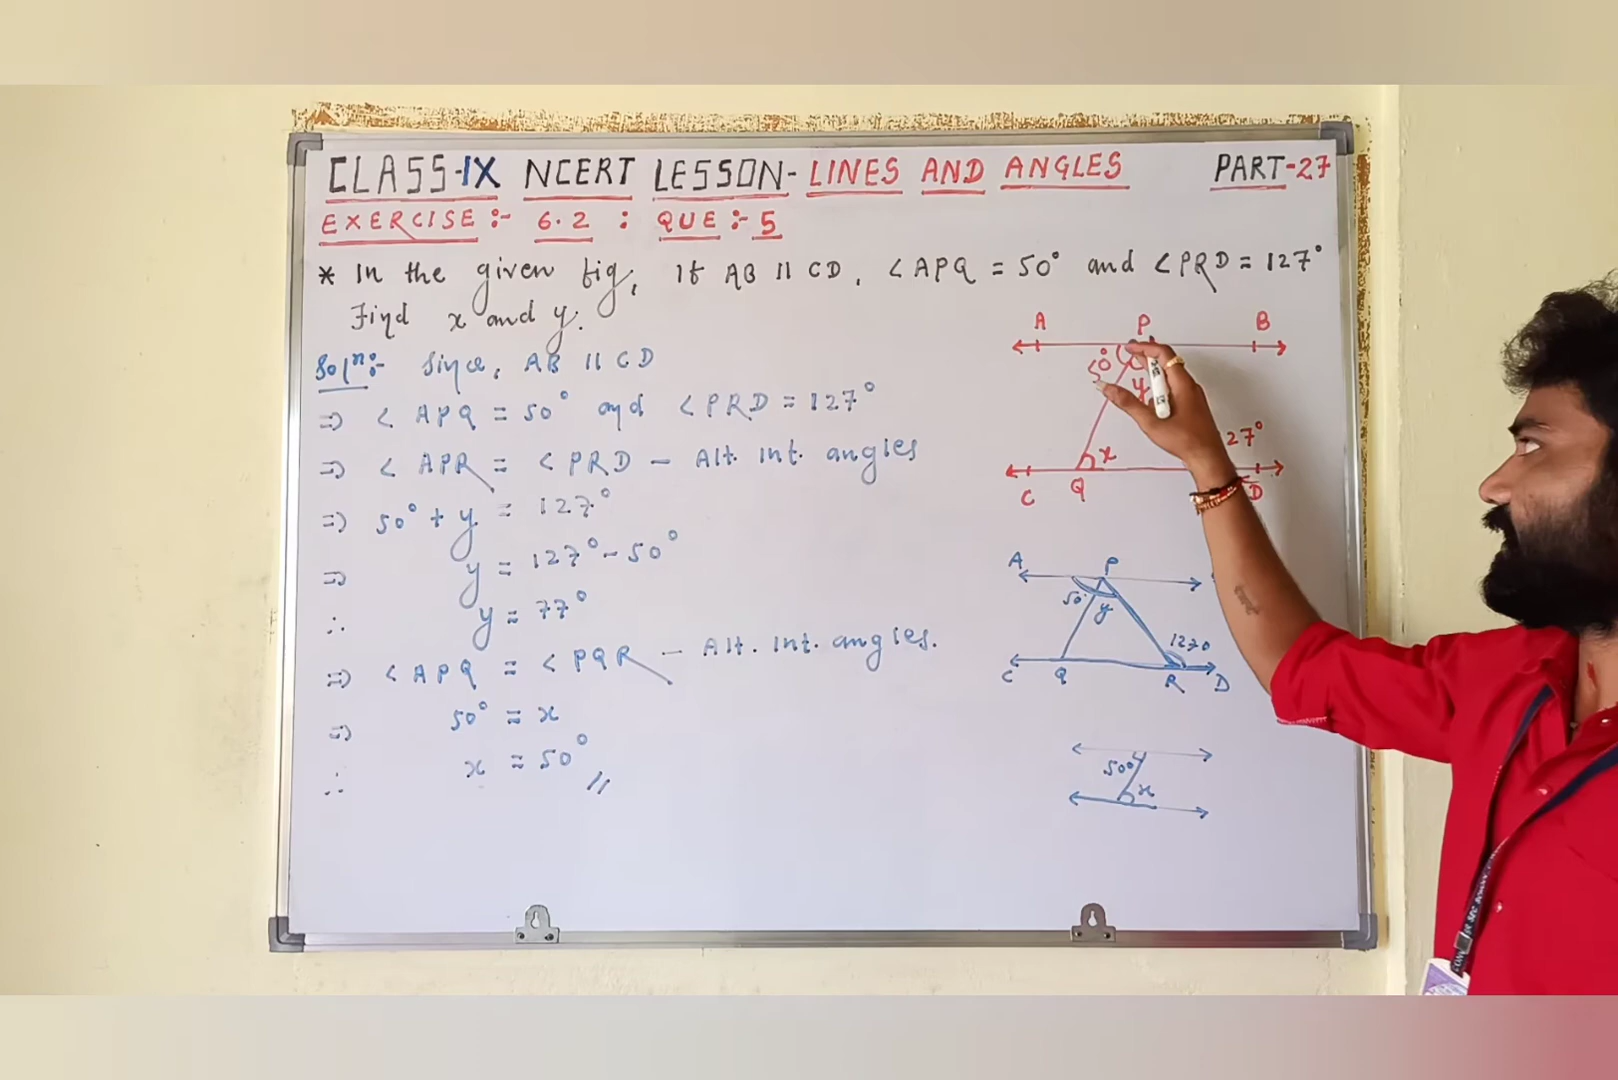 CLASS-IX NCERT LESSON- LINES AND ANGLES PART-27
EXERCISE:- 6.2 : QUE:- 5
* In the given fig, If AB || CD, ∠APQ = 50° and ∠PRD = 127°
Find x and y.
Solⁿ:- Since, AB || CD
⇒ ∠APQ = 50° and ∠PRD = 127°
⇒ ∠APR = ∠PRD - Alt. Int. angles
⇒ 50° + y = 127°
⇒ y = 127° - 50°
∴ y = 77°
⇒ ∠APQ = ∠PQR - Alt. Int. angles.
⇒ 50° = x
∴ x = 50° //
A P B
50° y
x 27°
C Q D
A P
50° y
127°
C Q R D
50°
x